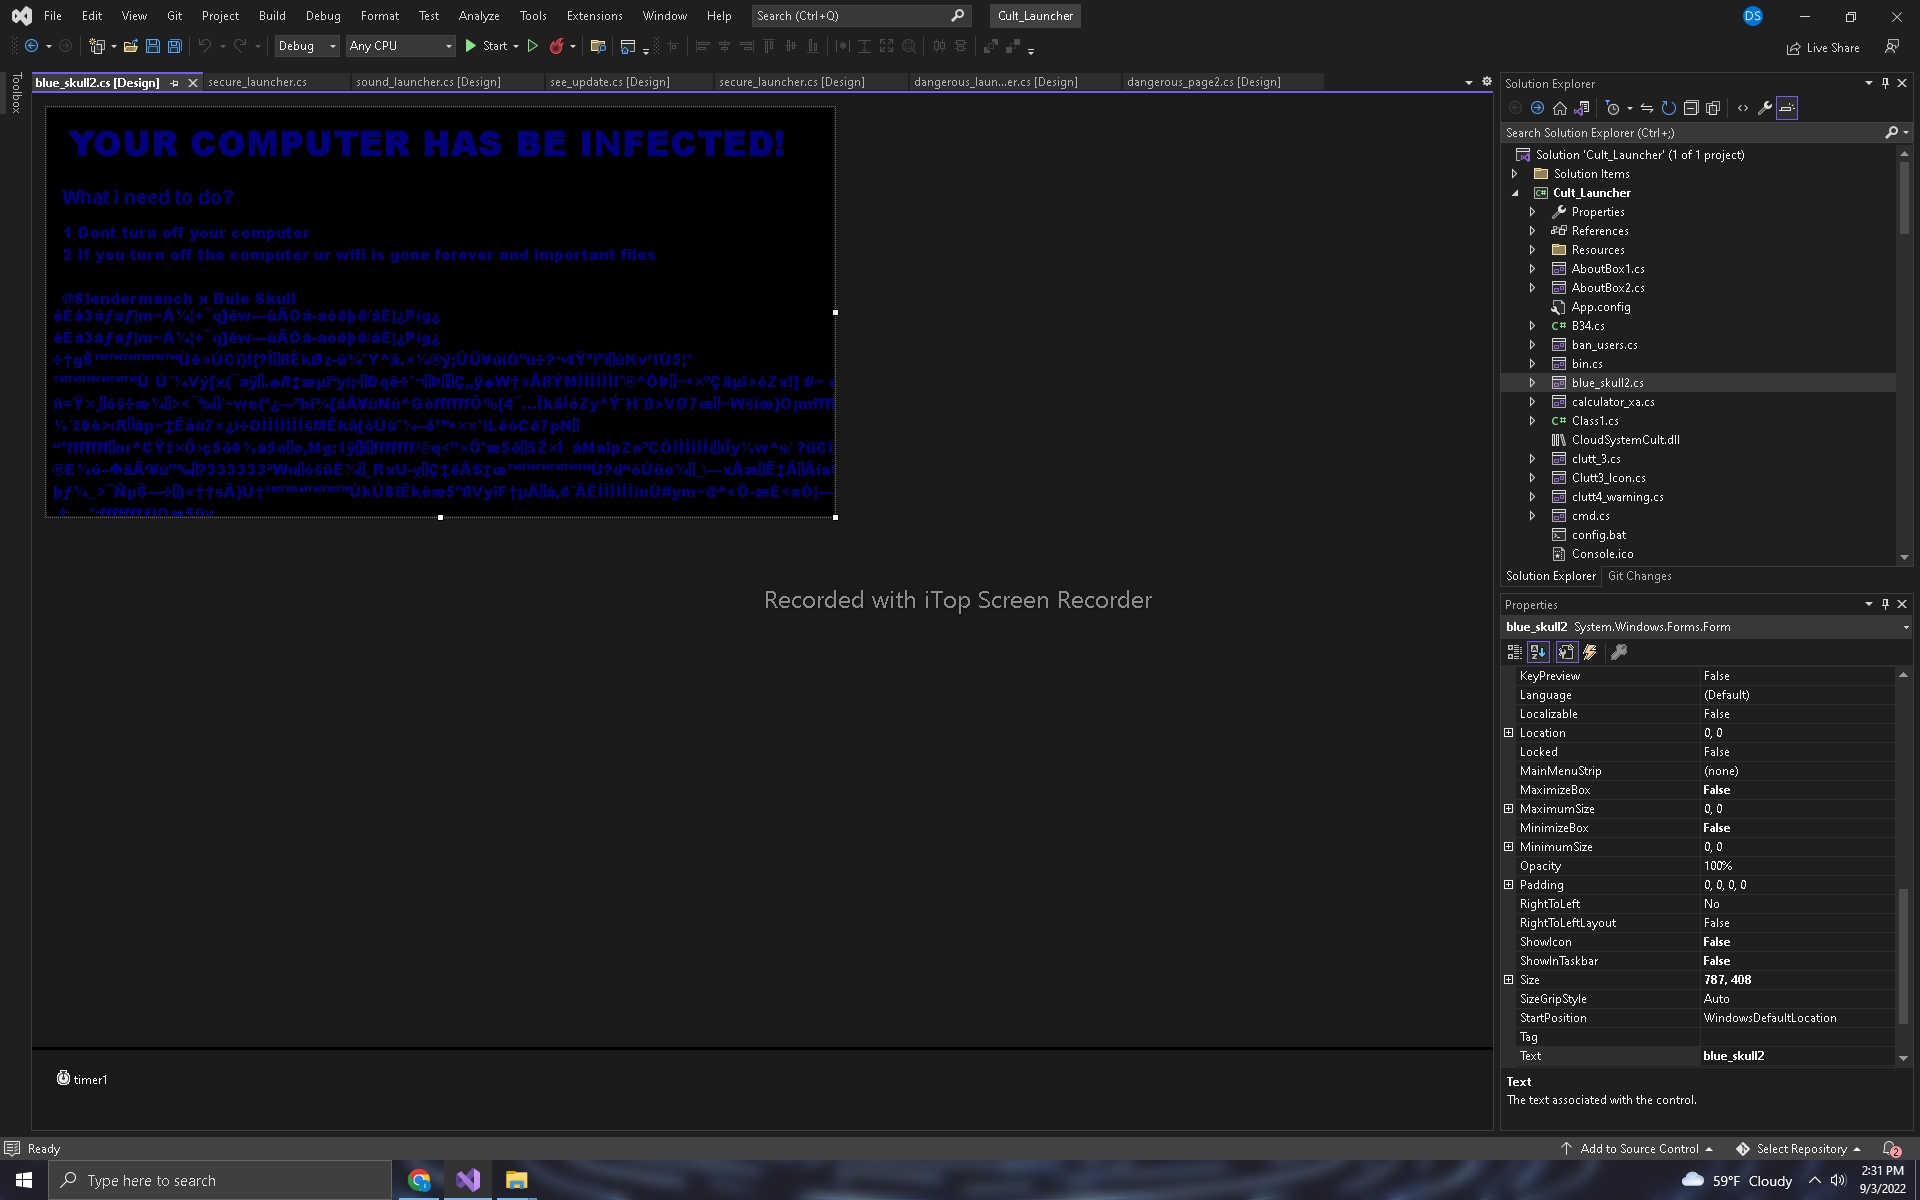 File Edit View Git Project Build Debug Format Test Analyze Tools Extensions Window Help Search (Ctrl+Q) Cult_Launcher DS
Debug Any CPU Start Live Share
Toolbox
blue_skull2.cs [Design] secure_launcher.cs sound_launcher.cs [Design] see_update.cs [Design] secure_launcher.cs [Design] dangerous_laun...er.cs [Design] dangerous_page2.cs [Design]
YOUR COMPUTER HAS BE INFECTED!
What i need to do?
1 Dont turn off your computer
2 If you turn off the computer ur wifi is gone forever and important files
@Slendermanch x Bule Skull
Recorded with iTop Screen Recorder
timer1
Solution Explorer
Search Solution Explorer (Ctrl+;)
Solution 'Cult_Launcher' (1 of 1 project)
Solution Items
Cult_Launcher
Properties
References
Resources
AboutBox1.cs
AboutBox2.cs
App.config
C# B34.cs
ban_users.cs
bin.cs
blue_skull2.cs
calculator_xa.cs
C# Class1.cs
CloudSystemCult.dll
clutt_3.cs
Clutt3_Icon.cs
clutt4_warning.cs
cmd.cs
config.bat
Console.ico
Solution Explorer Git Changes
Properties
blue_skull2 System.Windows.Forms.Form
KeyPreview False
Language (Default)
Localizable False
Location 0, 0
Locked False
MainMenuStrip (none)
MaximizeBox False
MaximumSize 0, 0
MinimizeBox False
MinimumSize 0, 0
Opacity 100%
Padding 0, 0, 0, 0
RightToLeft No
RightToLeftLayout False
ShowIcon False
ShowInTaskbar False
Size 787, 408
SizeGripStyle Auto
StartPosition WindowsDefaultLocation
Tag
Text blue_skull2
Text
The text associated with the control.
Ready Add to Source Control Select Repository 2
Type here to search 59°F Cloudy 2:31 PM
9/3/2022